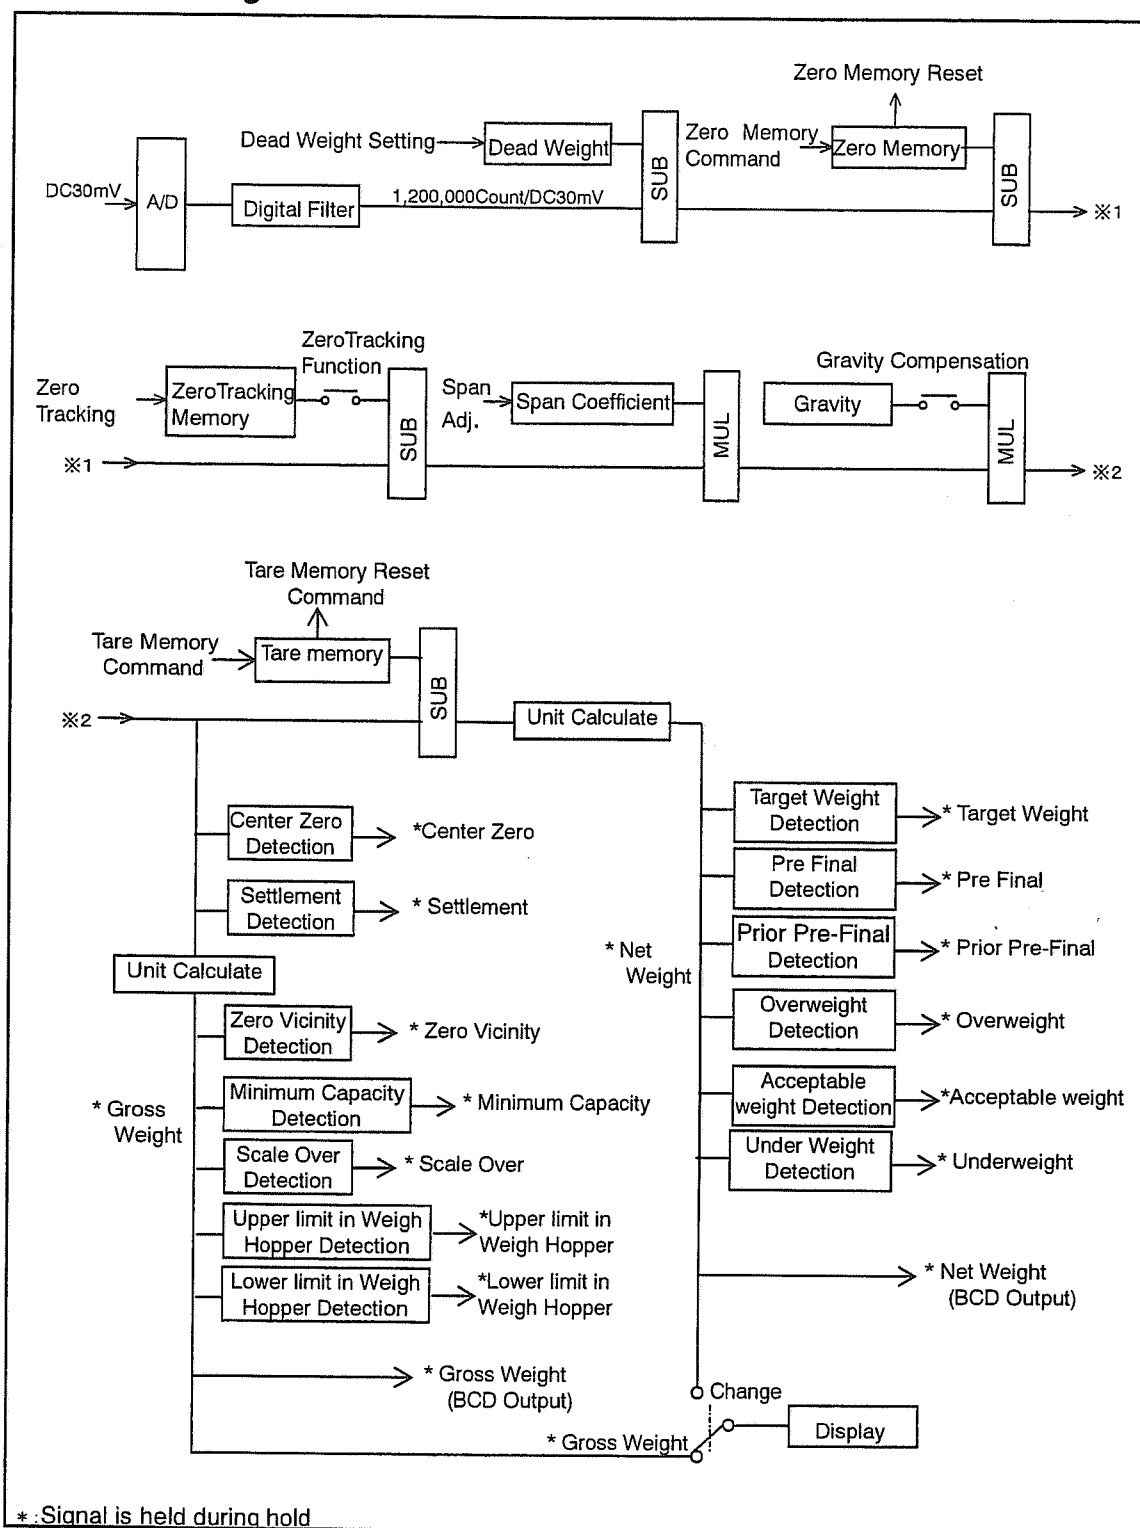 Zero Memory Reset
Dead Weight Setting
Dead Weight
SUB
Zero Memory
Command
Zero Memory
SUB
DC30mV
A/D
Digital Filter
1,200,000Count/DC30mV
※1
ZeroTracking
Function
Gravity Compensation
Zero
Tracking
ZeroTracking
Memory
SUB
Span
Adj.
Span Coefficient
MUL
Gravity
MUL
※1
※2
Tare Memory Reset
Command
Tare Memory
Command
Tare memory
SUB
※2
Unit Calculate
Center Zero
Detection
*Center Zero
Settlement
Detection
* Settlement
Unit Calculate
Zero Vicinity
Detection
* Zero Vicinity
* Gross
Weight
Minimum Capacity
Detection
* Minimum Capacity
Scale Over
Detection
* Scale Over
Upper limit in Weigh
Hopper Detection
*Upper limit in
Weigh Hopper
Lower limit in Weigh
Hopper Detection
*Lower limit in
Weigh Hopper
* Gross Weight
(BCD Output)
* Net
Weight
Target Weight
Detection
* Target Weight
Pre Final
Detection
* Pre Final
Prior Pre-Final
Detection
* Prior Pre-Final
Overweight
Detection
* Overweight
Acceptable
weight Detection
*Acceptable weight
Under Weight
Detection
* Underweight
* Net Weight
(BCD Output)
Change
* Gross Weight
Display
* :Signal is held during hold